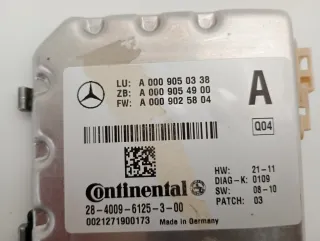 LU: A 000 905 03 38
ZB: A 000 905 49 00
FW: A 000 902 58 04
A
Q04
HW: 21-11
DIAG-K: 0109
SW: 08-10
PATCH: 03
Continental
28-4009-6125-3-00
0021271900173 Made in Germany